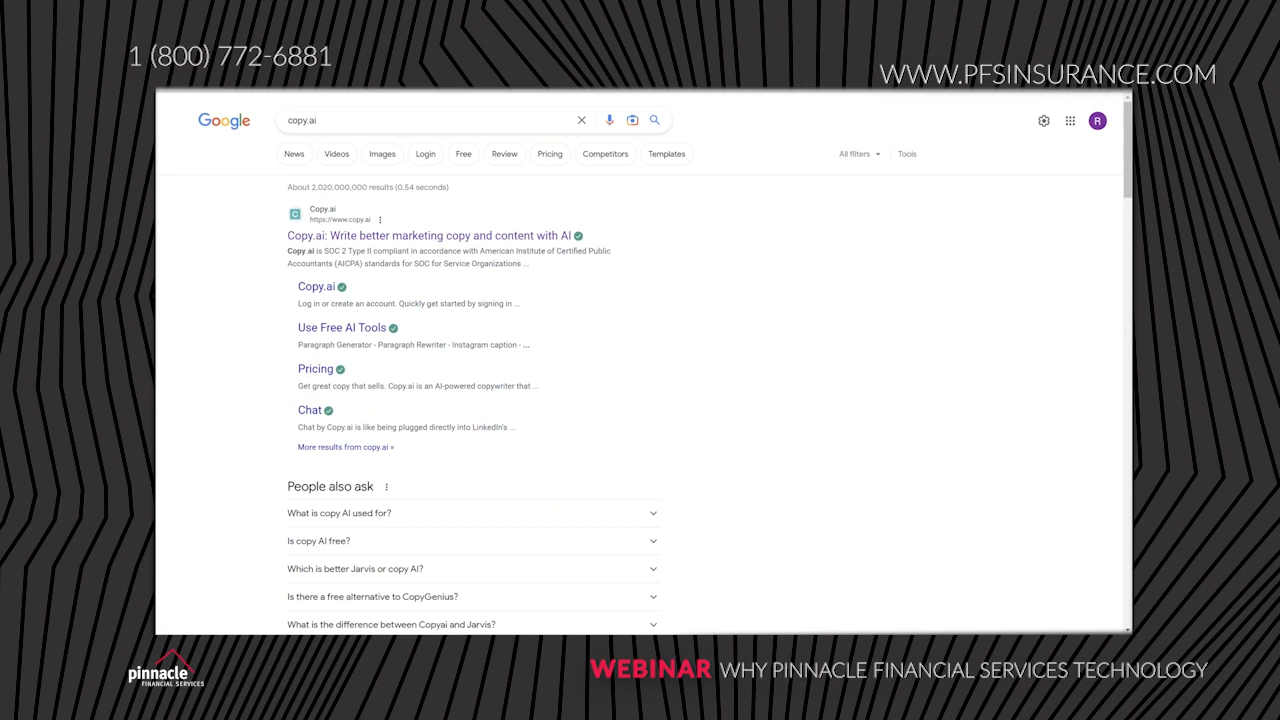 1 (800) 772-6881
WWW.PFSINSURANCE.COM
Google
copy.ai
R
News Videos Images Login Free Review Pricing Competitors Templates
All filters Tools
About 2,020,000,000 results (0.54 seconds)
C
Copy.ai
https://www.copy.ai
Copy.ai: Write better marketing copy and content with AI
Copy.ai is SOC 2 Type II compliant in accordance with American Institute of Certified Public
Accountants (AICPA) standards for SOC for Service Organizations ...
Copy.ai
Log in or create an account. Quickly get started by signing in ...
Use Free AI Tools
Paragraph Generator - Paragraph Rewriter - Instagram caption - ...
Pricing
Get great copy that sells. Copy.ai is an AI-powered copywriter that ...
Chat
Chat by Copy.ai is like being plugged directly into LinkedIn's ...
More results from copy.ai »
People also ask
What is copy AI used for?
Is copy AI free?
Which is better Jarvis or copy AI?
Is there a free alternative to CopyGenius?
What is the difference between Copyai and Jarvis?
pinnacle
FINANCIAL SERVICES
WEBINAR WHY PINNACLE FINANCIAL SERVICES TECHNOLOGY